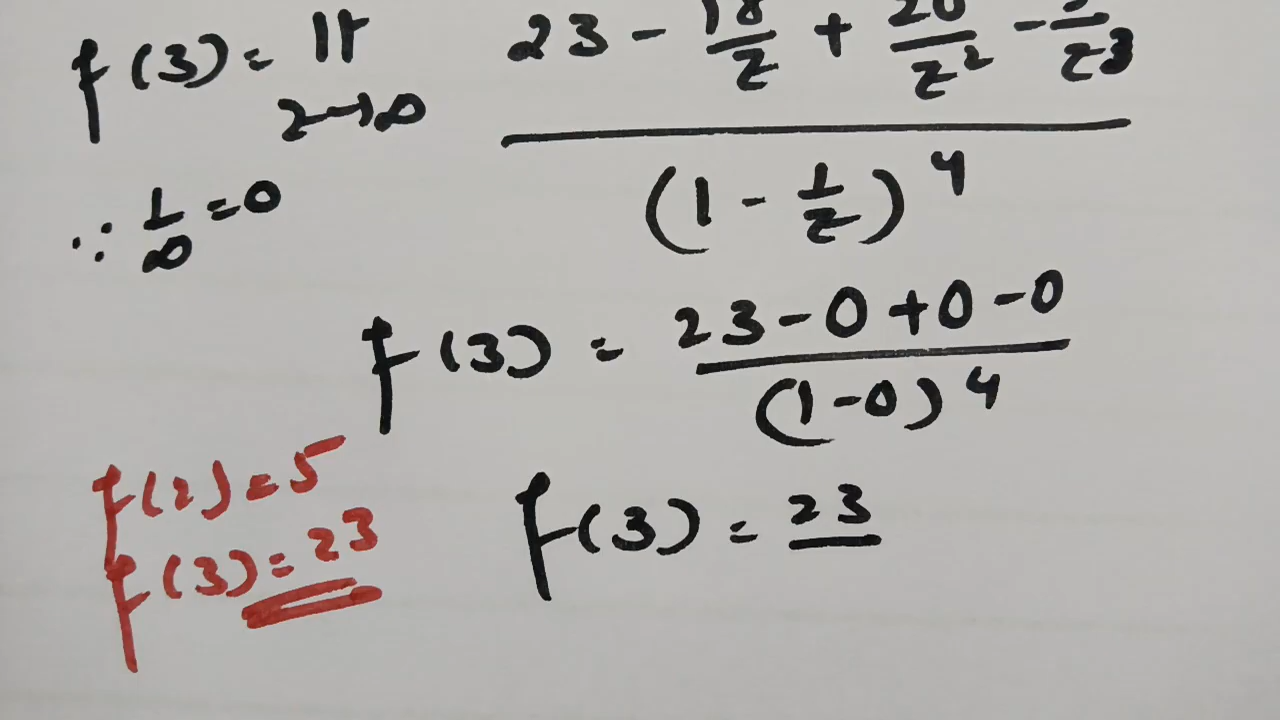 f(3) = lt z→∞ 23 - 18/z + 20/z² - /z3
(1 - 1/z)⁴
∵ 1/∞ = 0
f(3) = 23-0+0-0
(1-0)⁴
f(2) = 5
f(3) = 23
f(3) = 23